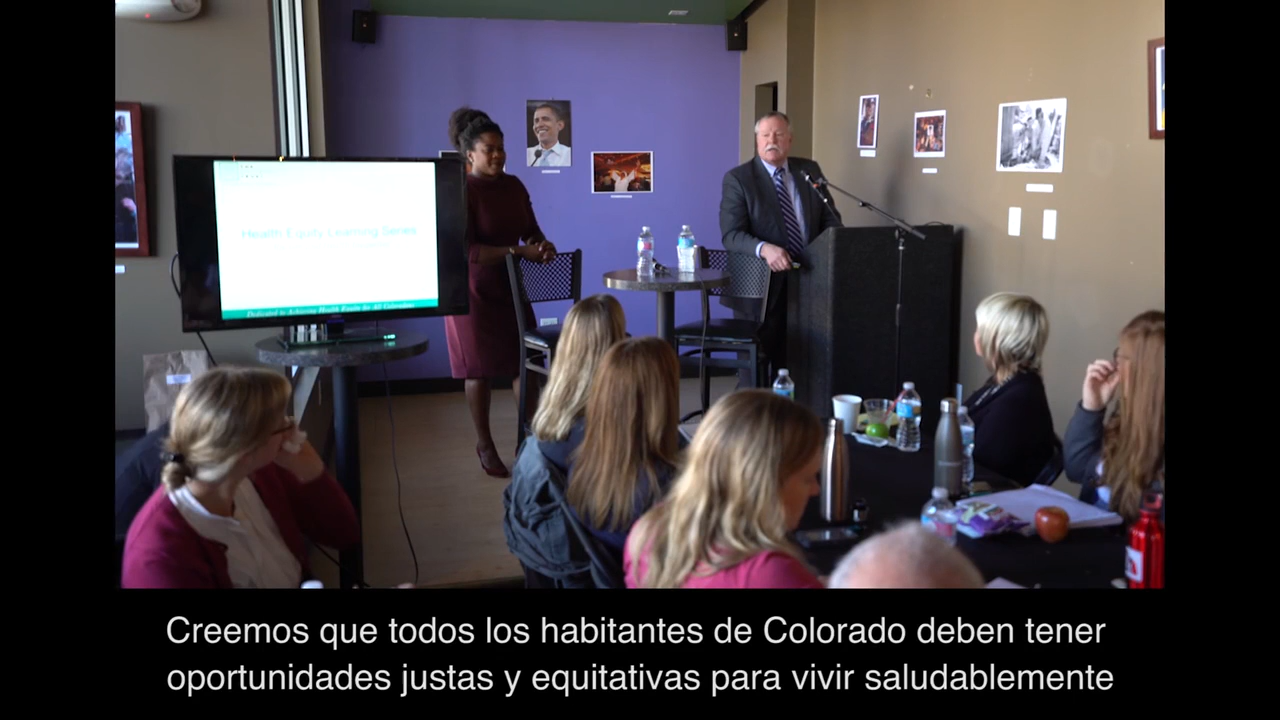 Health Equity Learning Series
Dedicated to Achieving Health Equity for All Coloradans
Creemos que todos los habitantes de Colorado deben tener
oportunidades justas y equitativas para vivir saludablemente